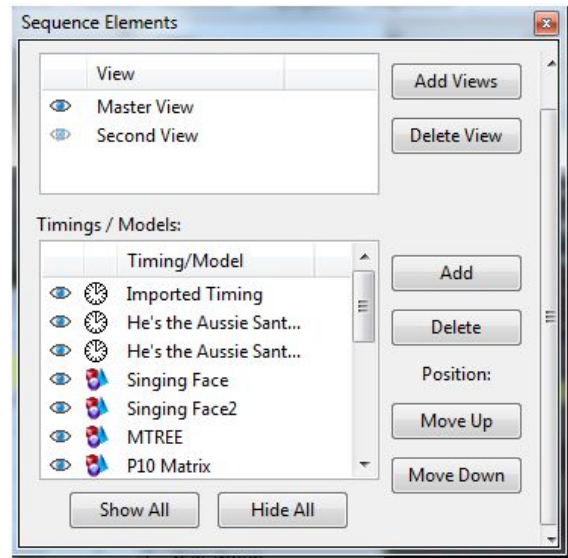 Sequence Elements
View
Add Views
Master View
Second View
Delete View
Timings / Models:
Timing/Model
Add
Imported Timing
He's the Aussie Sant...
Delete
He's the Aussie Sant...
Position:
Singing Face
Singing Face2
Move Up
MTREE
P10 Matrix
Move Down
Show All
Hide All